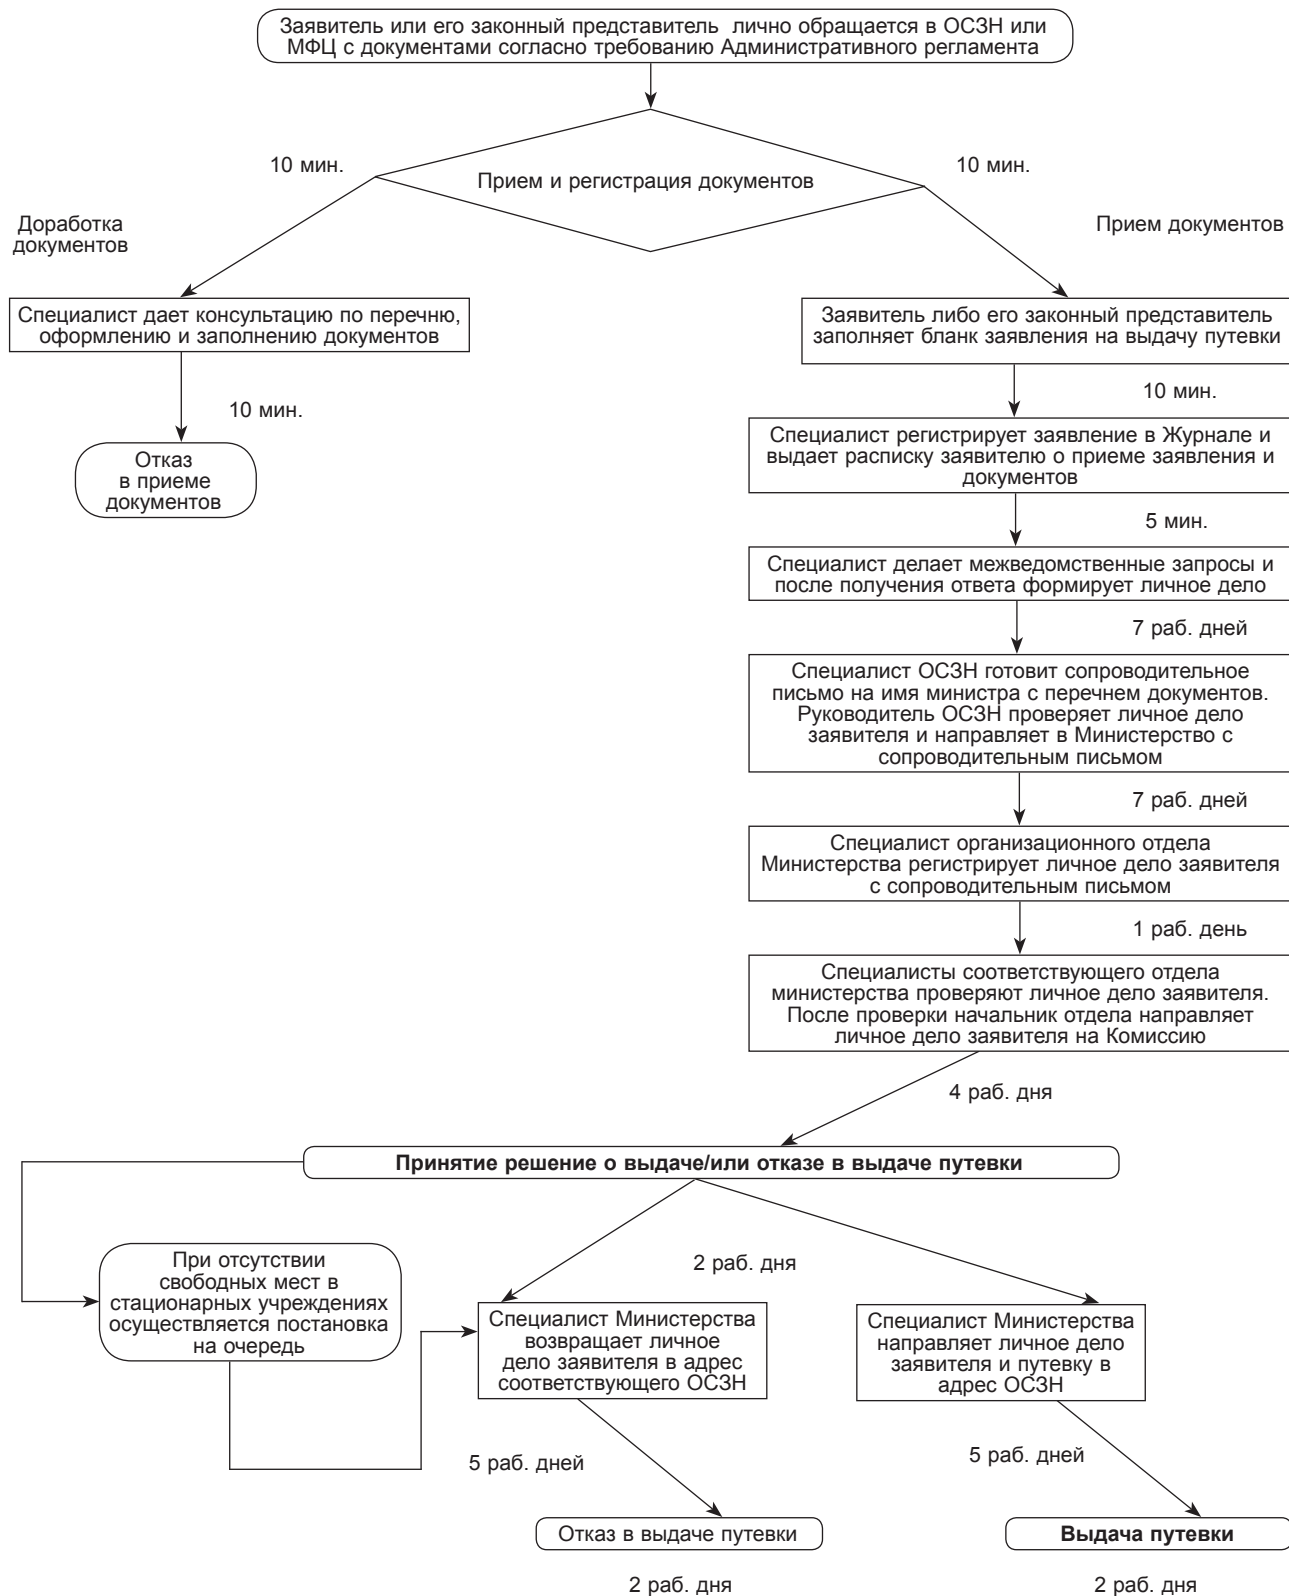 Заявитель или его законный представитель лично обращается в ОСЗН или
МФЦ с документами согласно требованию Административного регламента
10 мин.
Прием и регистрация документов
10 мин.
Доработка
документов
Прием документов
Специалист дает консультацию по перечню,
оформлению и заполнению документов
10 мин.
Отказ
в приеме
документов
Заявитель либо его законный представитель
заполняет бланк заявления на выдачу путевки
10 мин.
Специалист регистрирует заявление в Журнале и
выдает расписку заявителю о приеме заявления и
документов
5 мин.
Специалист делает межведомственные запросы и
после получения ответа формирует личное дело
7 раб. дней
Специалист ОСЗН готовит сопроводительное
письмо на имя министра с перечнем документов.
Руководитель ОСЗН проверяет личное дело
заявителя и направляет в Министерство с
сопроводительным письмом
7 раб. дней
Специалист организационного отдела
Министерства регистрирует личное дело заявителя
с сопроводительным письмом
1 раб. день
Специалисты соответствующего отдела
министерства проверяют личное дело заявителя.
После проверки начальник отдела направляет
личное дело заявителя на Комиссию
4 раб. дня
Принятие решение о выдаче/или отказе в выдаче путевки
При отсутствии
свободных мест в
стационарных учреждениях
осуществляется постановка
на очередь
2 раб. дня
Специалист Министерства
возвращает личное
дело заявителя в адрес
соответствующего ОСЗН
Специалист Министерства
направляет личное дело
заявителя и путевку в
адрес ОСЗН
5 раб. дней
5 раб. дней
Отказ в выдаче путевки
Выдача путевки
2 раб. дня
2 раб. дня